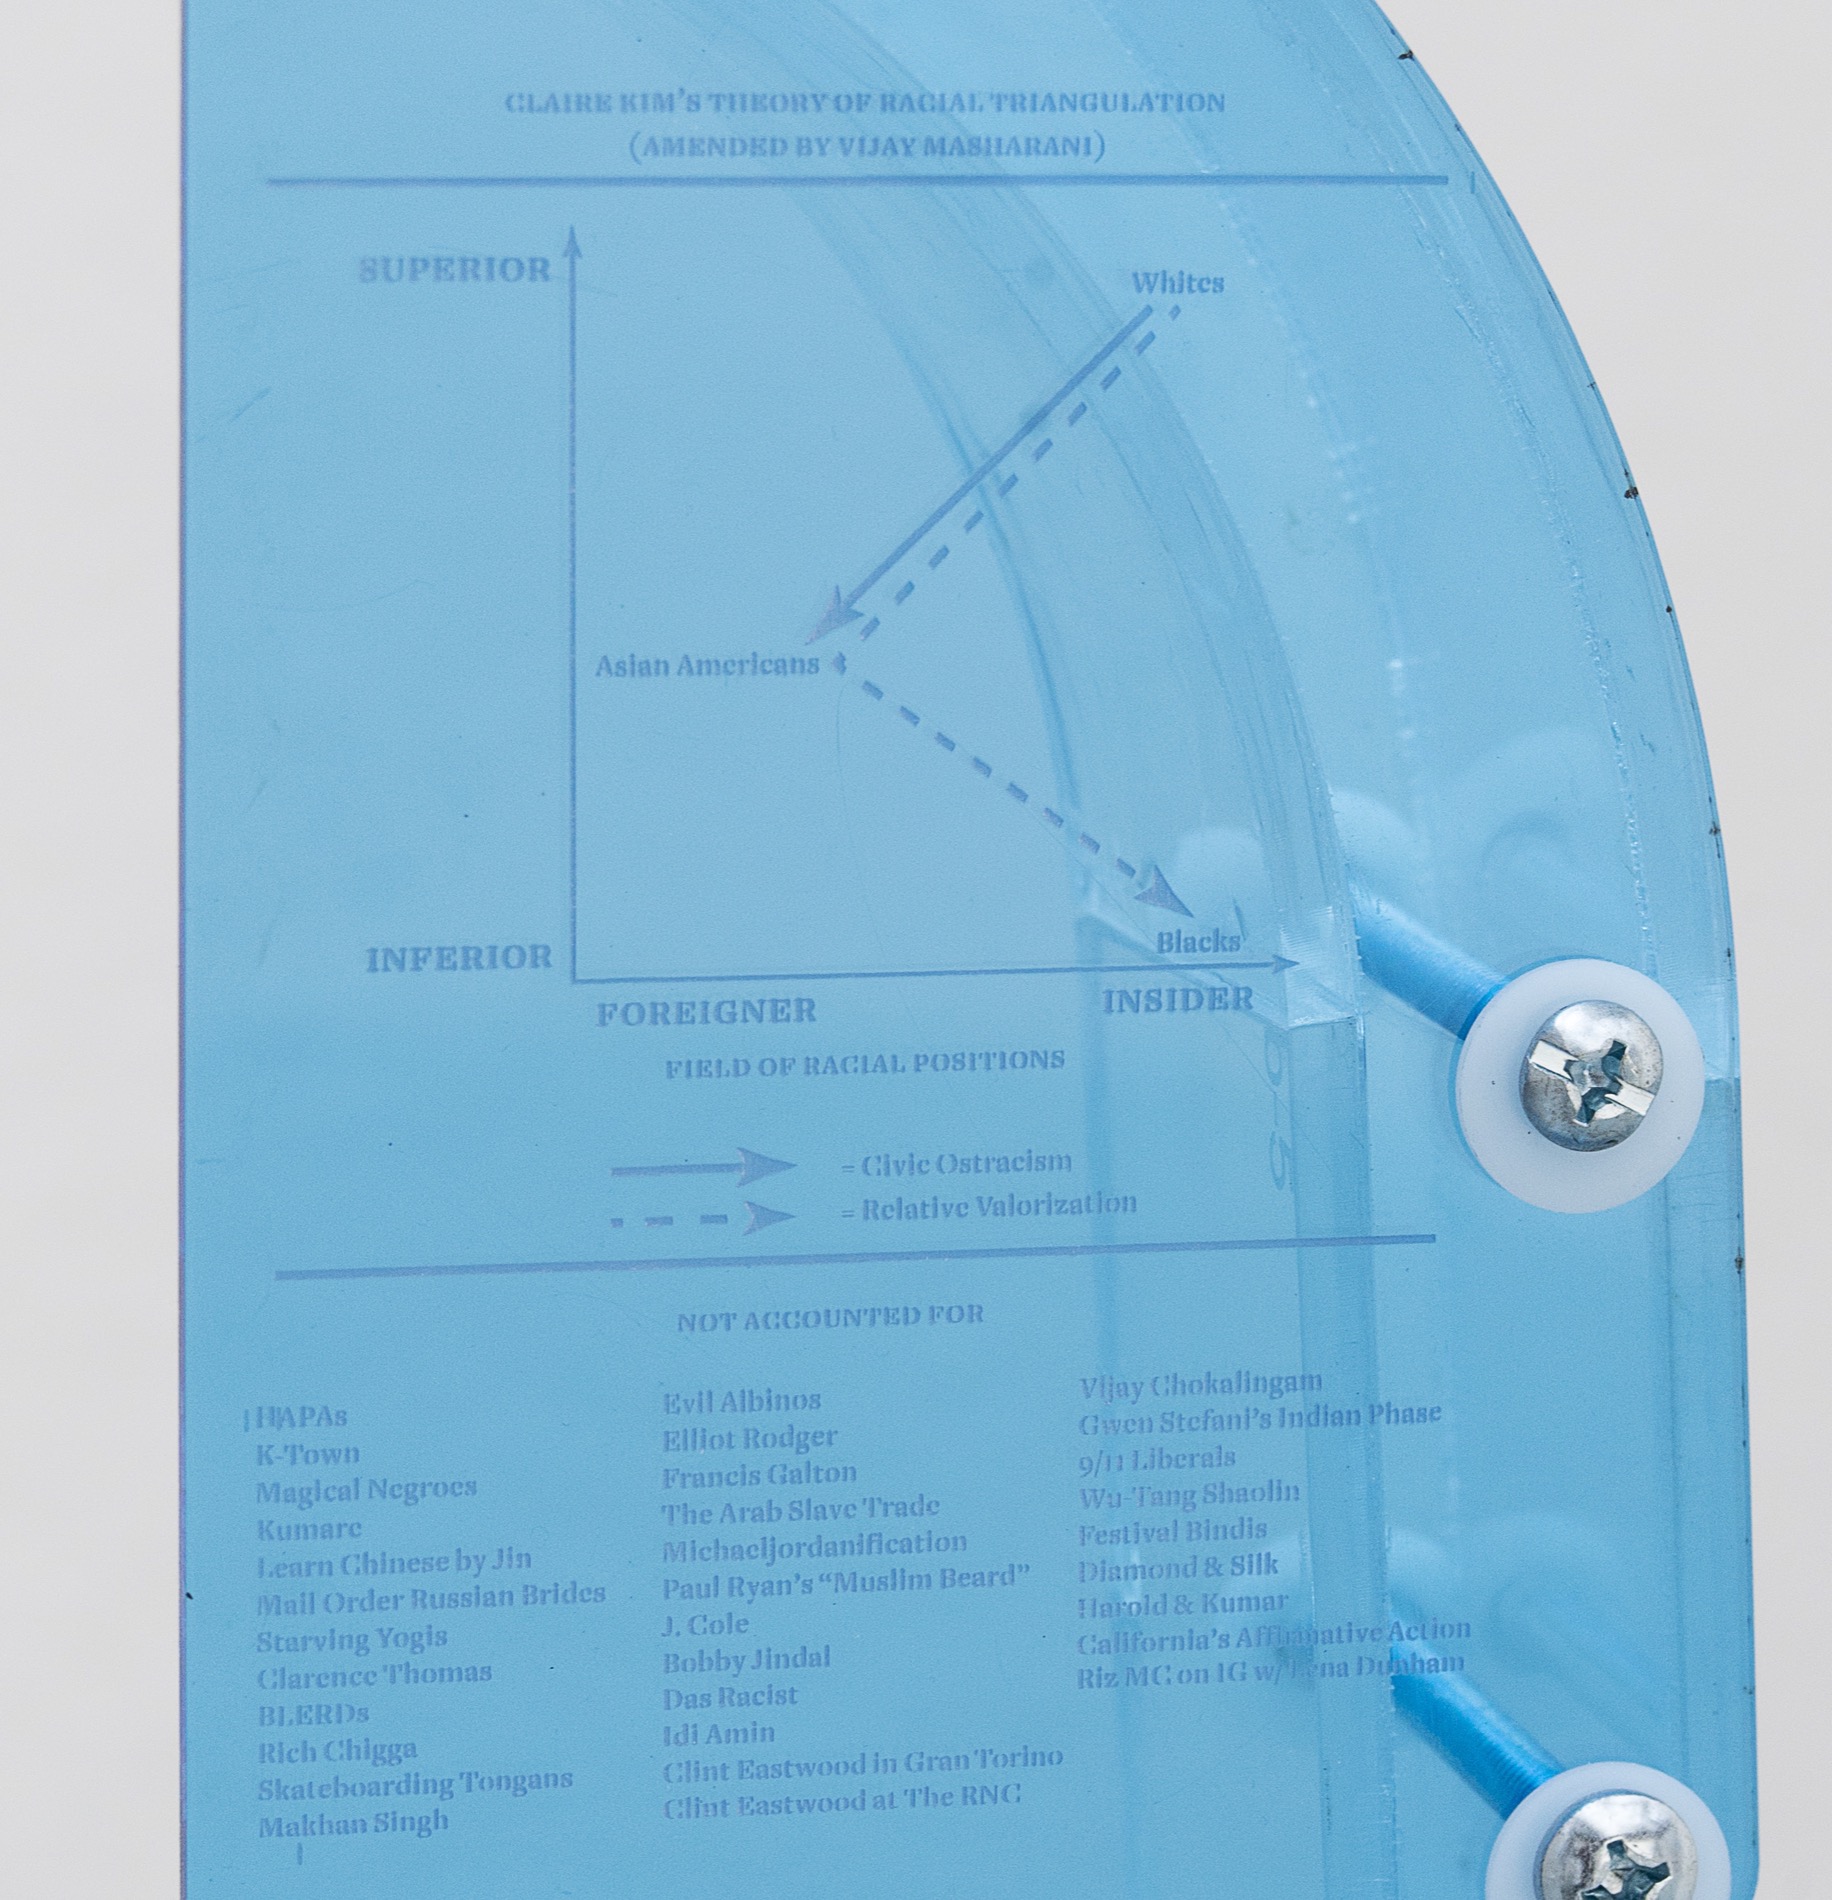 CLAIRE KIM'S THEORY OF RACIAL TRIANGULATION
(AMENDED BY VIJAY MASHARANI)
SUPERIOR
Whites
Asian Americans
Blacks
INFERIOR
FOREIGNER
INSIDER
FIELD OF RACIAL POSITIONS
= Civic Ostracism
= Relative Valorization
NOT ACCOUNTED FOR
HAPAs
K-Town
Magical Negroes
Kumare
Learn Chinese by Jin
Mail Order Russian Brides
Starving Yogis
Clarence Thomas
BLERDs
Rich Chigga
Skateboarding Tongans
Makhan Singh
Evil Albinos
Elliot Rodger
Francis Galton
The Arab Slave Trade
Michaeljordanification
Paul Ryan's “Muslim Beard”
J. Cole
Bobby Jindal
Das Racist
Idi Amin
Clint Eastwood in Gran Torino
Clint Eastwood at The RNC
Vijay Chokalingam
Gwen Stefani's Indian Phase
9/11 Liberals
Wu-Tang Shaolin
Festival Bindis
Diamond & Silk
Harold & Kumar
California's Affirmative Action
Riz MC on IG w/ Lena Dunham